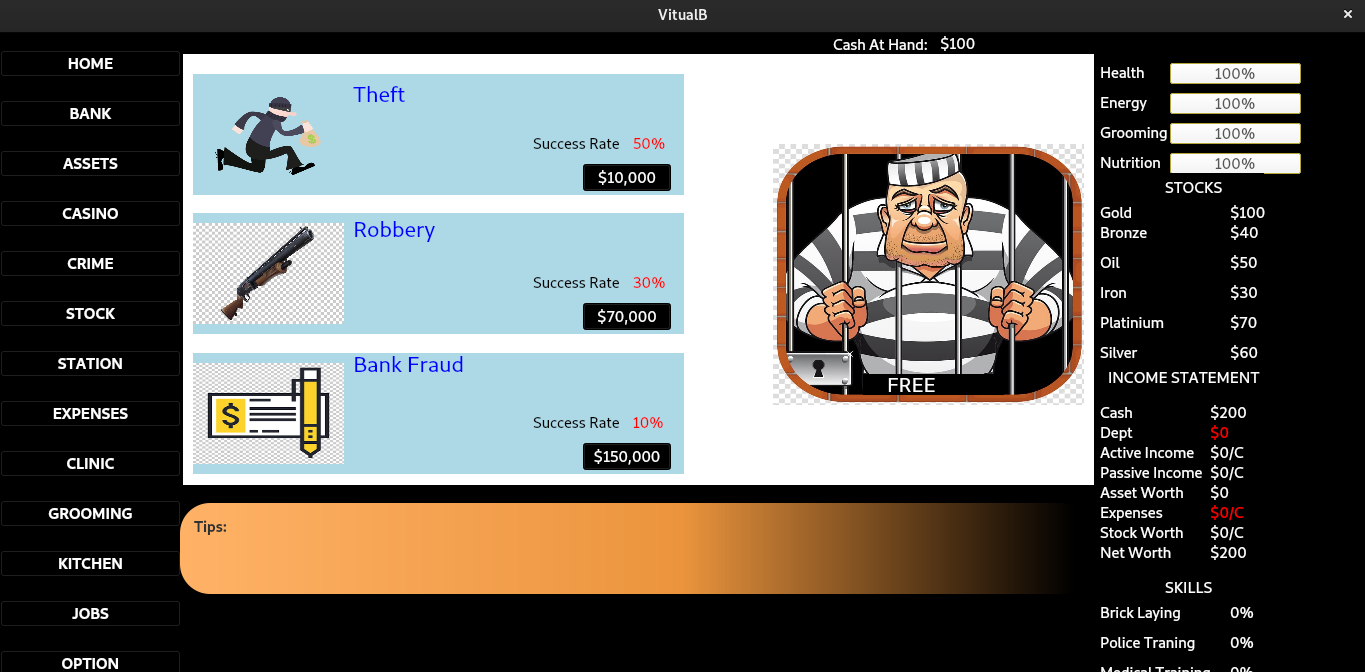 VitualB
Cash At Hand: $100
HOME
BANK
ASSETS
CASINO
CRIME
STOCK
STATION
EXPENSES
CLINIC
GROOMING
KITCHEN
JOBS
OPTION
Theft
Success Rate 50%
$10,000
Robbery
Success Rate 30%
$70,000
Bank Fraud
$
Success Rate 10%
$150,000
FREE
Tips:
Health 100%
Energy 100%
Grooming 100%
Nutrition 100%
STOCKS
Gold $100
Bronze $40
Oil $50
Iron $30
Platinium $70
Silver $60
INCOME STATEMENT
Cash $200
Dept $0
Active Income $0/C
Passive Income $0/C
Asset Worth $0
Expenses $0/C
Stock Worth $0/C
Net Worth $200
SKILLS
Brick Laying 0%
Police Traning 0%
Medical Training 0%